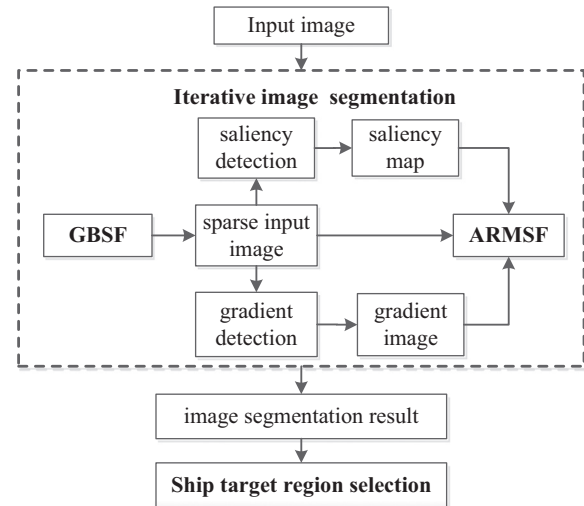 Input image
Iterative image segmentation
saliency
detection
saliency
map
GBSF
sparse input
image
ARMSF
gradient
detection
gradient
image
image segmentation result
Ship target region selection